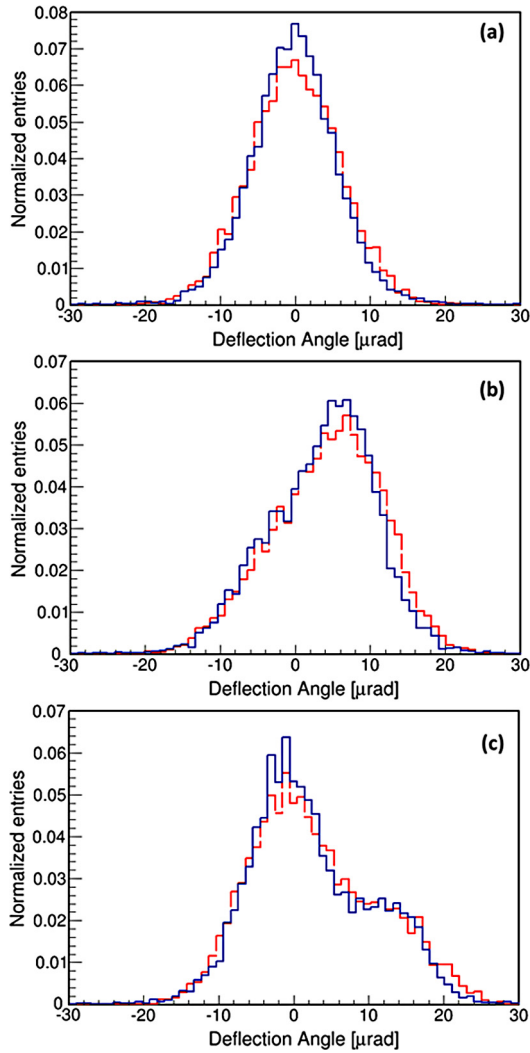 (a)
Normalized entries
0.08
0.07
0.06
0.05
0.04
0.03
0.02
0.01
0
-30 -20 -10 0 10 20 30
Deflection Angle [μrad]
(b)
Normalized entries
0.07
0.06
0.05
0.04
0.03
0.02
0.01
0
-30 -20 -10 0 10 20 30
Deflection Angle [μrad]
(c)
Normalized entries
0.07
0.06
0.05
0.04
0.03
0.02
0.01
0
-30 -20 -10 0 10 20 30
Deflection Angle [μrad]